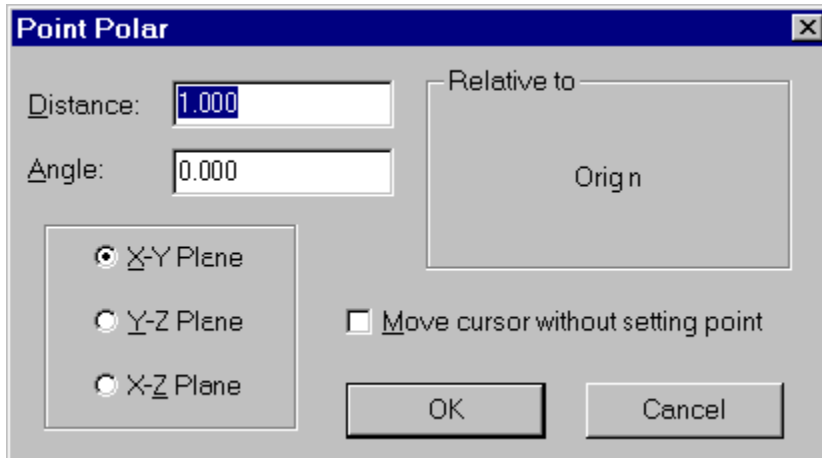 Point Polar
Distance: 1.000
Relative to
Angle: 0.000
Orig n
X-Y Plane
Y-Z Plane
Move cursor without setting point
X-Z Plane
OK
Cancel